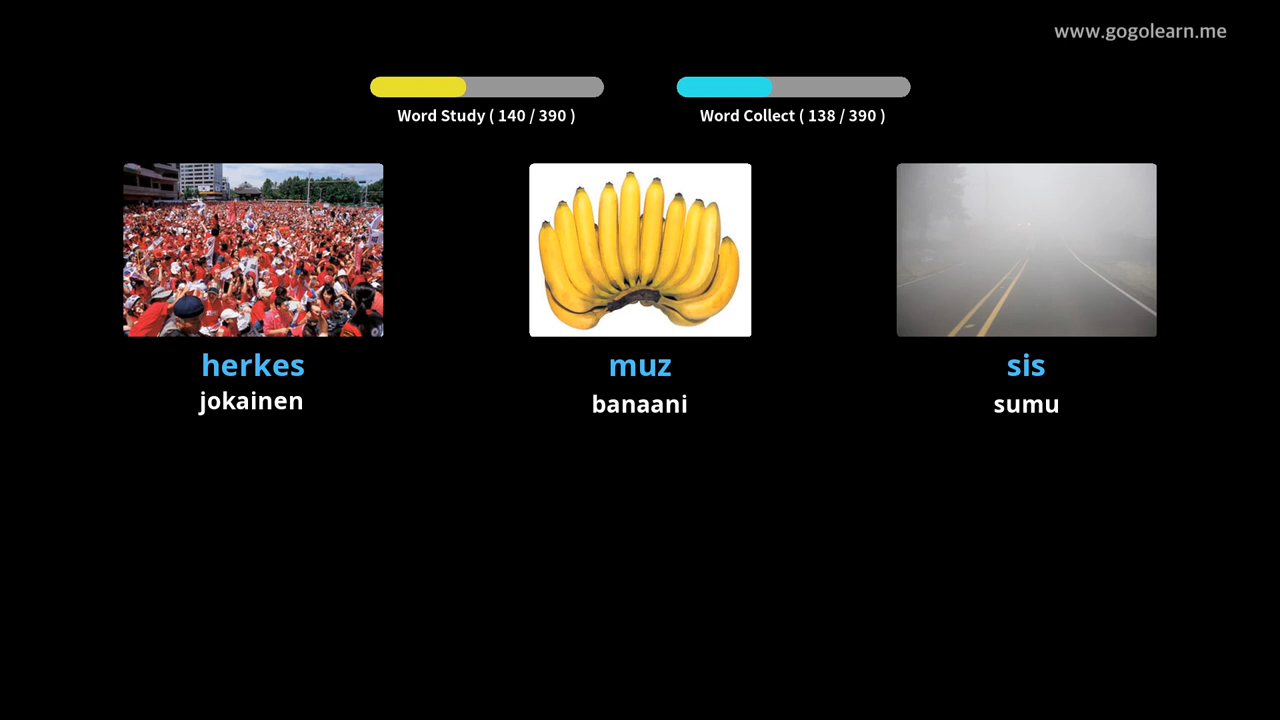 www.gogolearn.me
Word Study ( 140 / 390 )
Word Collect ( 138 / 390 )
herkes
jokainen
muz
banaani
sis
sumu